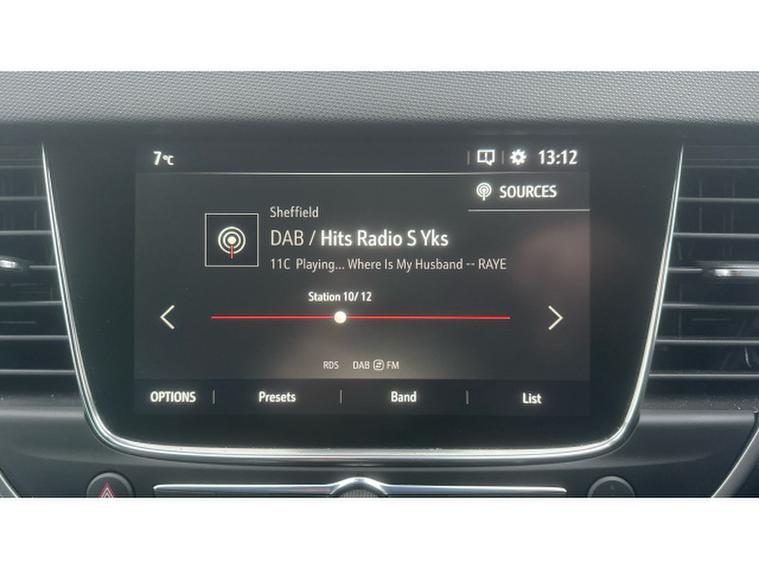 7°C 13:12
SOURCES
Sheffield
DAB / Hits Radio S Yks
11C Playing... Where Is My Husband -- RAYE
Station 10/ 12
RDS DAB FM
OPTIONS | Presets | Band | List